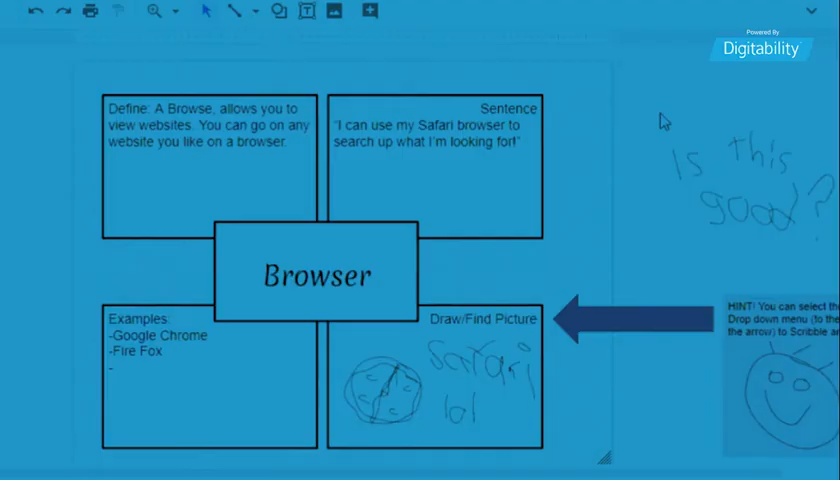 Powered By
Digitability
Define: A Browse, allows you to
view websites. You can go on any
website you like on a browser.
Sentence
"I can use my Safari browser to
search up what I'm looking for!"
Is this
good?
Browser
Examples:
-Google Chrome
-Fire Fox
-
Draw/Find Picture
Safari
lol
HINT! You can select the
Drop down menu (to the
the arrow) to Scribble